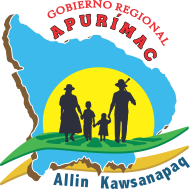 GOBIERNO REGIONAL
APURÍMAC
Allin Kawsanapaq